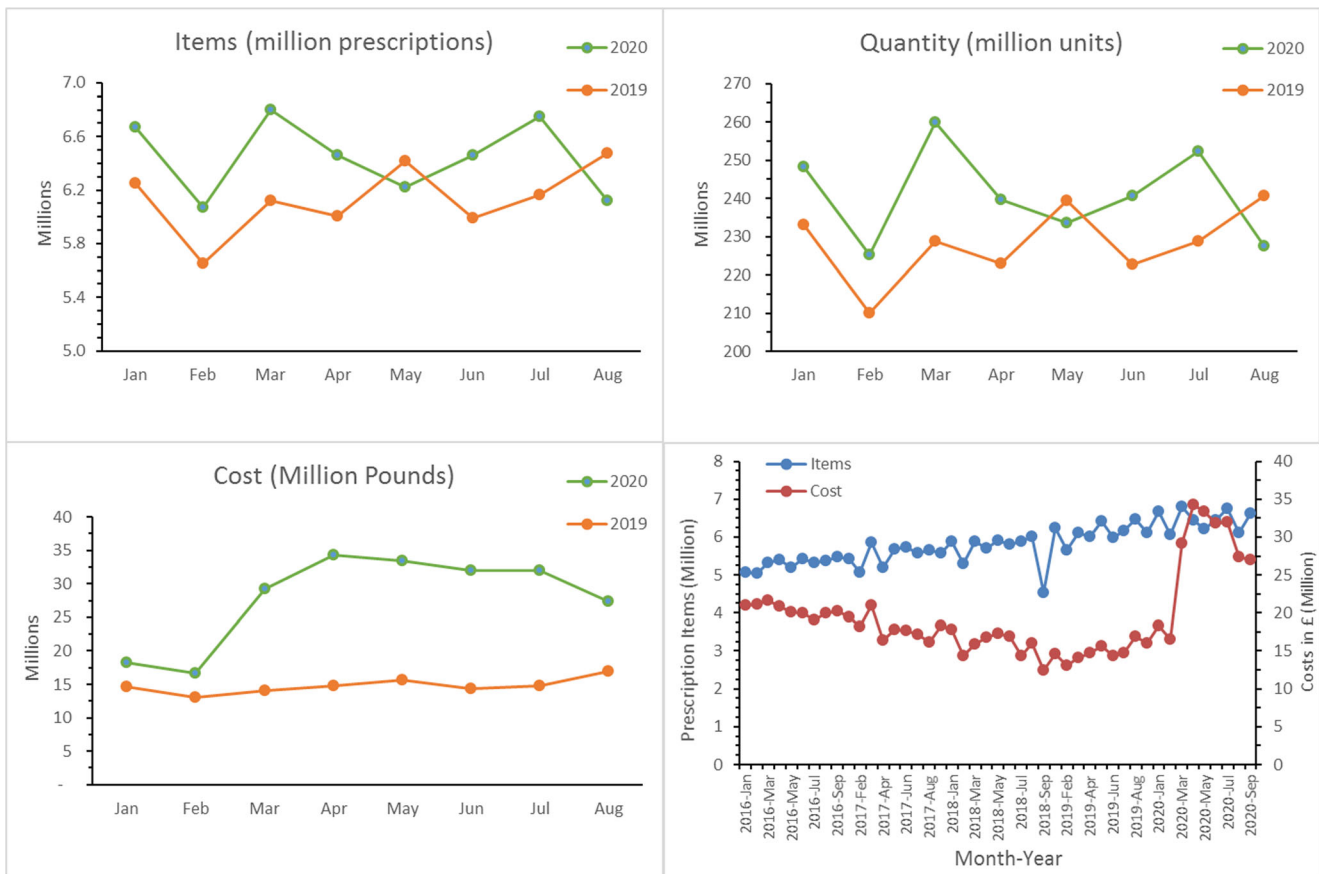 Items (million prescriptions)
2020
2019
7.0
6.6
6.2
5.8
5.4
5.0
Millions
Jan Feb Mar Apr May Jun Jul Aug
Quantity (million units)
2020
2019
270
260
250
240
230
220
210
200
Millions
Jan Feb Mar Apr May Jun Jul Aug
Cost (Million Pounds)
2020
2019
40
35
30
25
20
15
10
5
-
Millions
Jan Feb Mar Apr May Jun Jul Aug
Items
Cost
8
7
6
5
4
3
2
1
0
Prescription Items (Million)
40
35
30
25
20
15
10
5
0
Costs in £ (Million)
2016-Jan
2016-Mar
2016-May
2016-Jul
2016-Sep
2017-Feb
2017-Apr
2017-Jun
2017-Aug
2018-Jan
2018-Mar
2018-May
2018-Jul
2018-Sep
2019-Feb
2019-Apr
2019-Jun
2019-Aug
2020-Jan
2020-Mar
2020-May
2020-Jul
2020-Sep
Month-Year